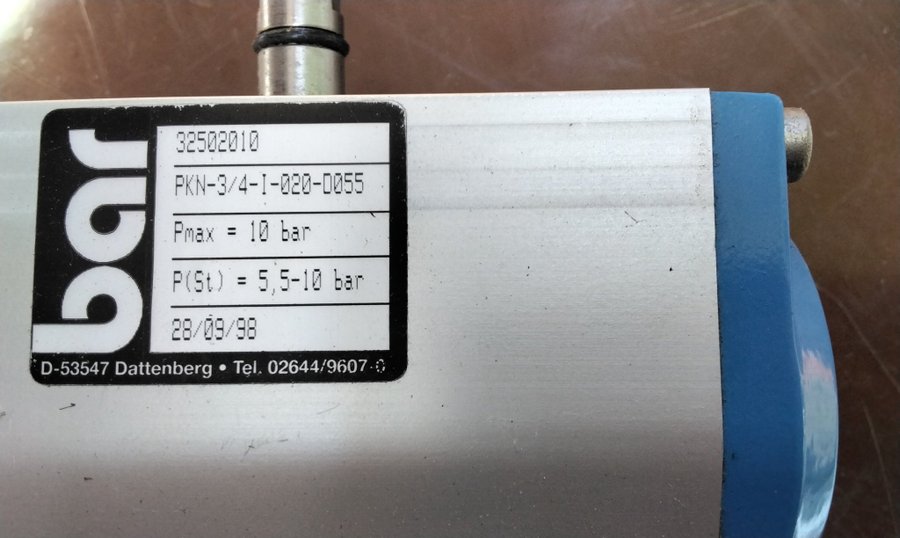 bar
32502010
PKN-3/4-I-020-D055
Pmax = 10 bar
P(St) = 5,5-10 bar
28/09/98
D-53547 Dattenberg • Tel. 02644/9607-0